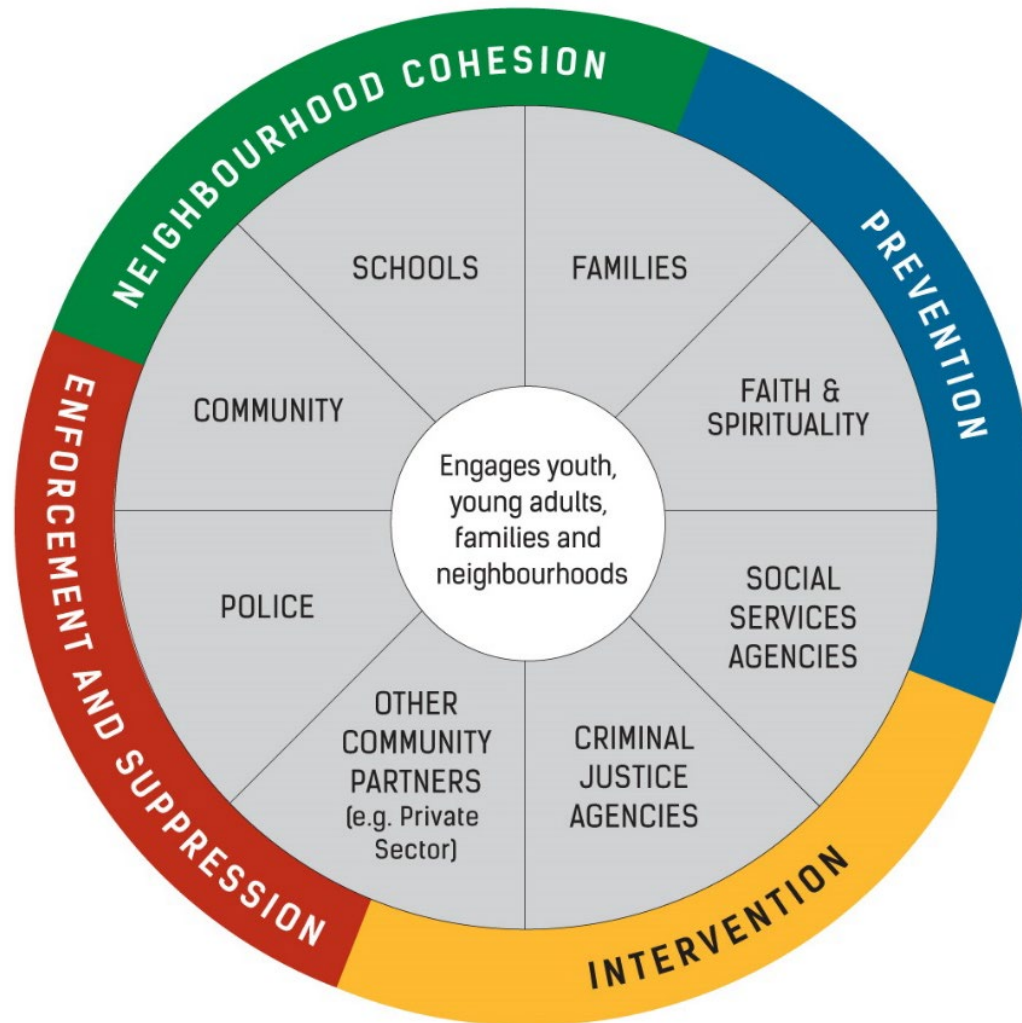 NEIGHBOURHOOD COHESION
PREVENTION
INTERVENTION
ENFORCEMENT AND SUPPRESSION
SCHOOLS
FAMILIES
FAITH &
SPIRITUALITY
SOCIAL
SERVICES
AGENCIES
CRIMINAL
JUSTICE
AGENCIES
OTHER
COMMUNITY
PARTNERS
(e.g. Private
Sector)
POLICE
COMMUNITY
Engages youth,
young adults,
families and
neighbourhoods